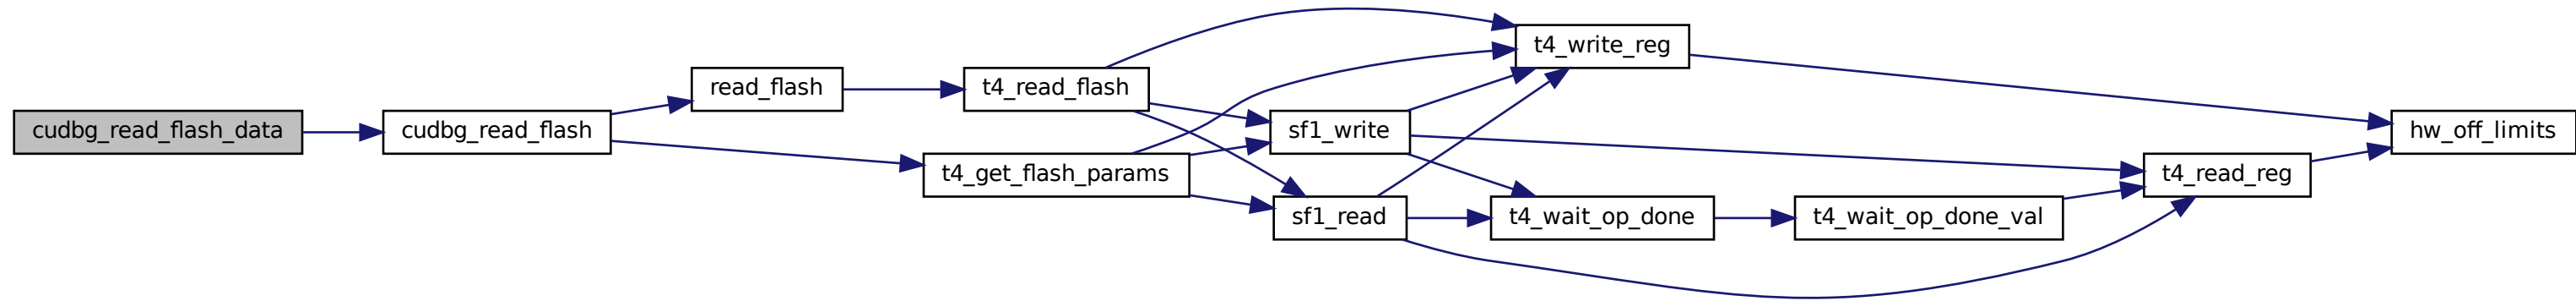 cudbg_read_flash_data
cudbg_read_flash
read_flash
t4_get_flash_params
t4_read_flash
sf1_write
sf1_read
t4_write_reg
t4_wait_op_done
t4_wait_op_done_val
t4_read_reg
hw_off_limits